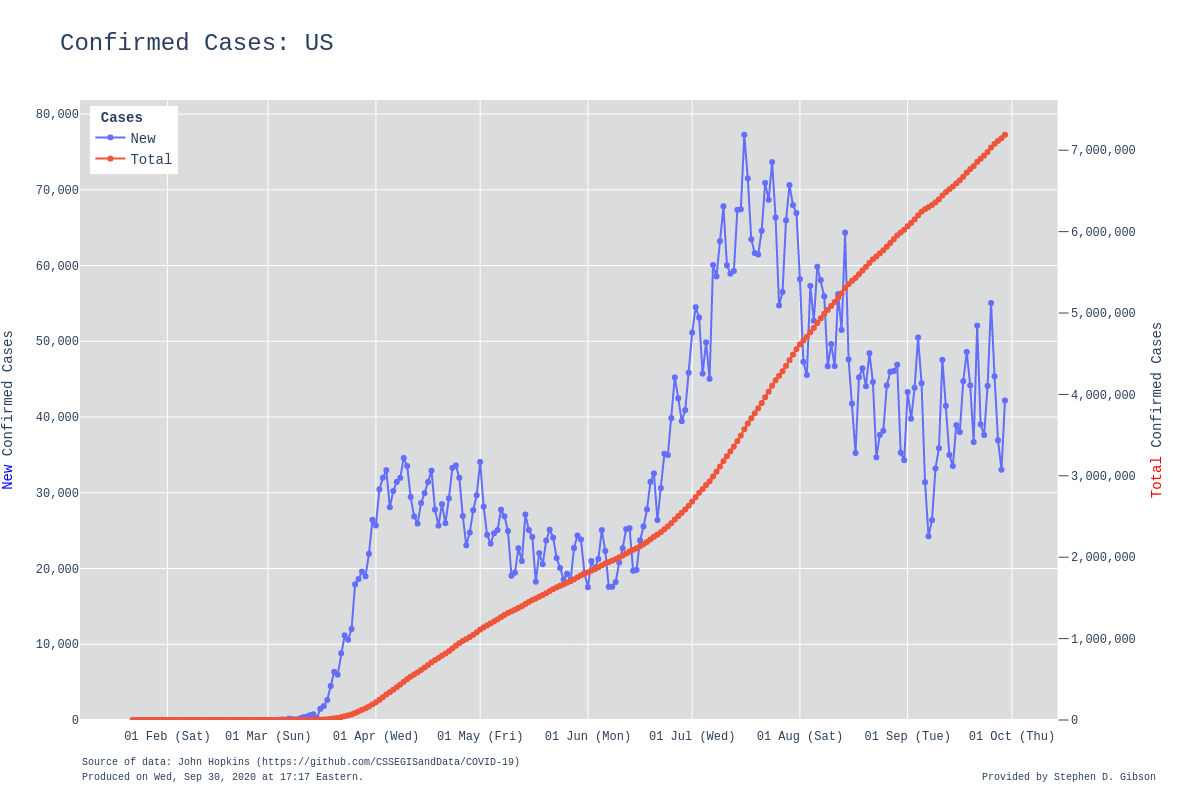 Confirmed Cases: US
Cases
New
Total
80,000
70,000
60,000
50,000
40,000
30,000
20,000
10,000
0
New Confirmed Cases
7,000,000
6,000,000
5,000,000
4,000,000
3,000,000
2,000,000
1,000,000
0
Total Confirmed Cases
01 Feb (Sat) 01 Mar (Sun) 01 Apr (Wed) 01 May (Fri) 01 Jun (Mon) 01 Jul (Wed) 01 Aug (Sat) 01 Sep (Tue) 01 Oct (Thu)
Source of data: John Hopkins (https://github.com/CSSEGISandData/COVID-19)
Produced on Wed, Sep 30, 2020 at 17:17 Eastern.
Provided by Stephen D. Gibson